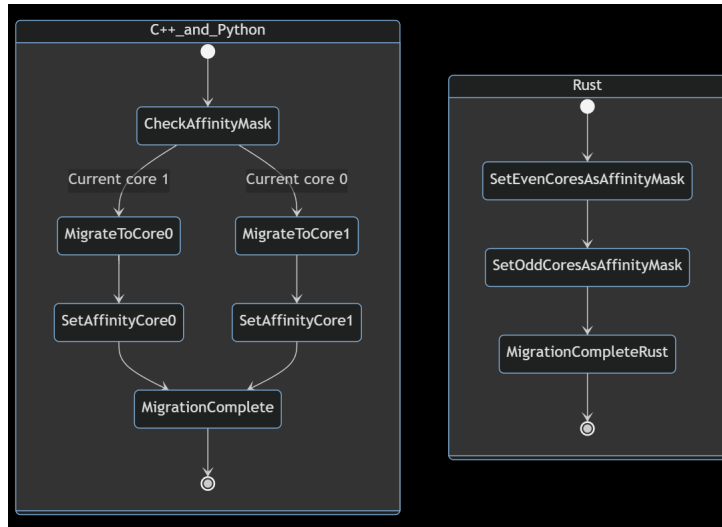 C++_and_Python
CheckAffinityMask
Current core 1
Current core 0
MigrateToCore0
MigrateToCore1
SetAffinityCore0
SetAffinityCore1
MigrationComplete
Rust
SetEvenCoresAsAffinityMask
SetOddCoresAsAffinityMask
MigrationCompleteRust